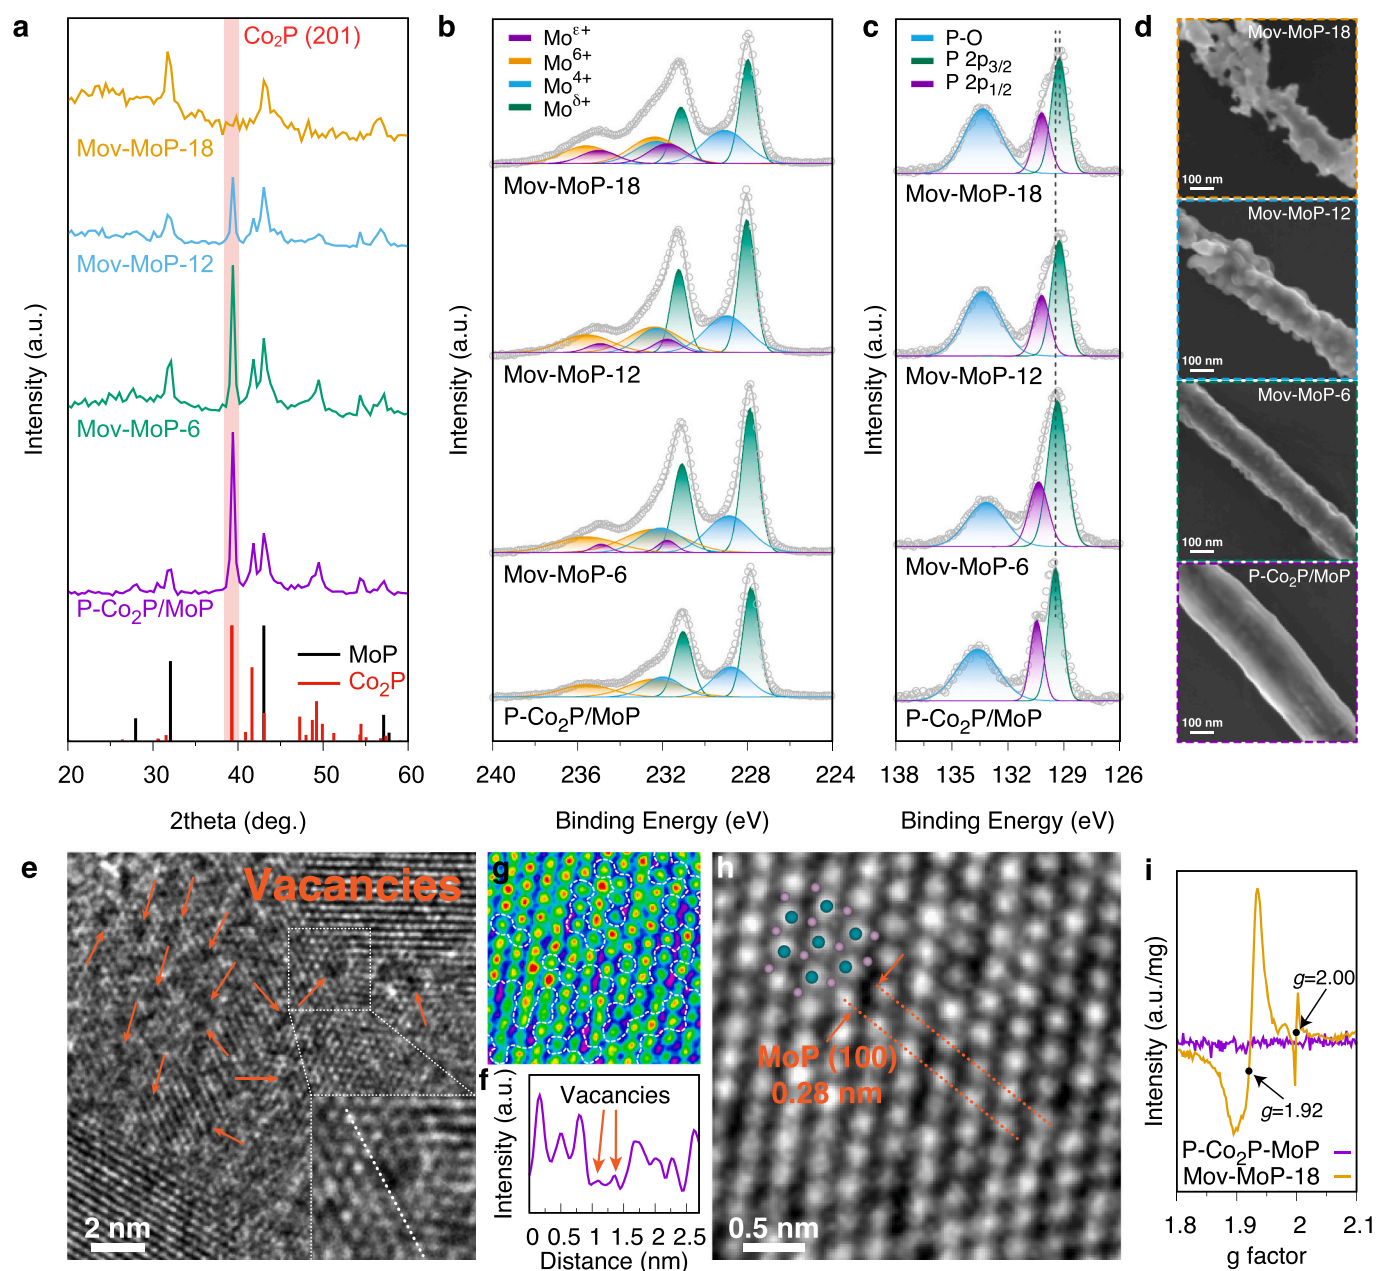 a
Co₂P (201)
Mov-MoP-18
Mov-MoP-12
Mov-MoP-6
P-Co₂P/MoP
MoP
Co₂P
Intensity (a.u.)
20 30 40 50 60
2theta (deg.)
b
Mo^ε+
Mo⁶⁺
Mo⁴⁺
Mo^δ+
Mov-MoP-18
Mov-MoP-12
Mov-MoP-6
P-Co₂P/MoP
Intensity (a.u.)
240 236 232 228 224
Binding Energy (eV)
c
P-O
P 2p₃/₂
P 2p₁/₂
Mov-MoP-18
Mov-MoP-12
Mov-MoP-6
P-Co₂P/MoP
Intensity (a.u.)
138 135 132 129 126
Binding Energy (eV)
d
Mov-MoP-18
100 nm
Mov-MoP-12
100 nm
Mov-MoP-6
100 nm
P-Co₂P/MoP
100 nm
e
Vacancies
2 nm
g
f
Vacancies
Intensity (a.u.)
0 0.5 1 1.5 2 2.5
Distance (nm)
h
MoP (100)
0.28 nm
0.5 nm
i
g=2.00
g=1.92
P-Co₂P-MoP
Mov-MoP-18
Intensity (a.u./mg)
1.8 1.9 2 2.1
g factor